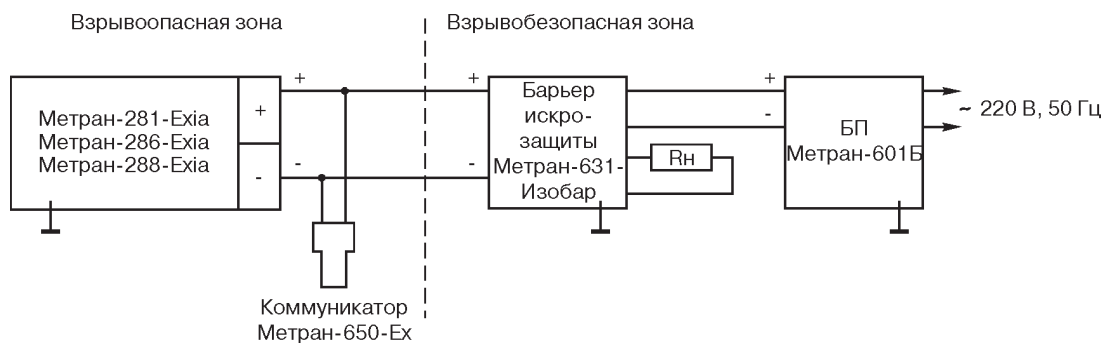 Взрывоопасная зона
Взрывобезопасная зона
Метран-281-Exia
Метран-286-Exia
Метран-288-Exia
+
-
+
-
+
-
Барьер
искро-
защиты
Метран-631-
Изобар
Rн
+
-
БП
Метран-601Б
~ 220 В, 50 Гц
Коммуникатор
Метран-650-Ex